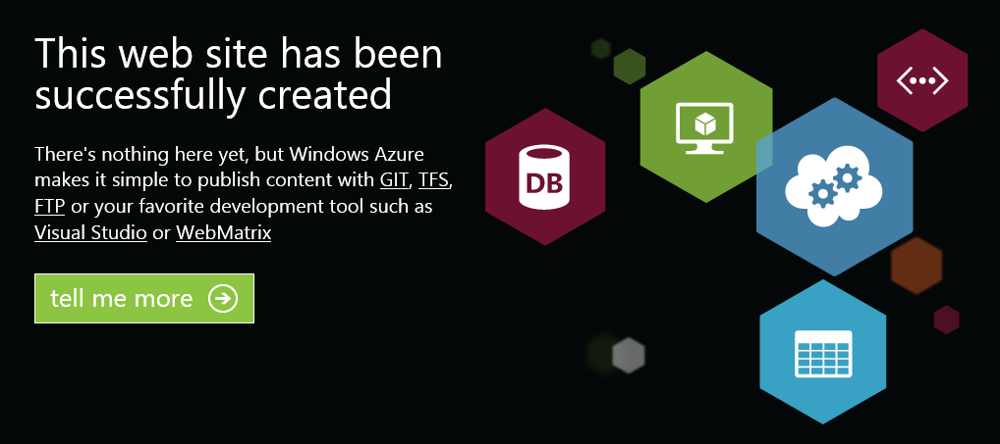 This web site has been
successfully created
There's nothing here yet, but Windows Azure
makes it simple to publish content with GIT, TFS,
FTP or your favorite development tool such as
Visual Studio or WebMatrix
tell me more
DB